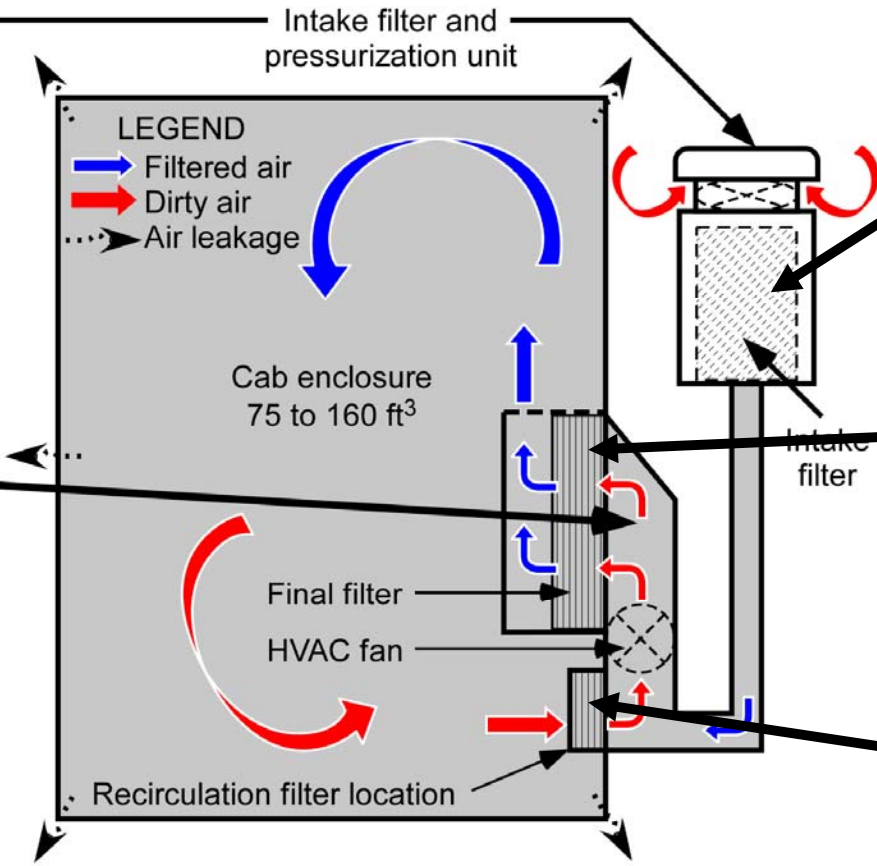 Intake filter and
pressurization unit
LEGEND
Filtered air
Dirty air
Air leakage
Cab enclosure
75 to 160 ft³
Intake
filter
Final filter
HVAC fan
Recirculation filter location